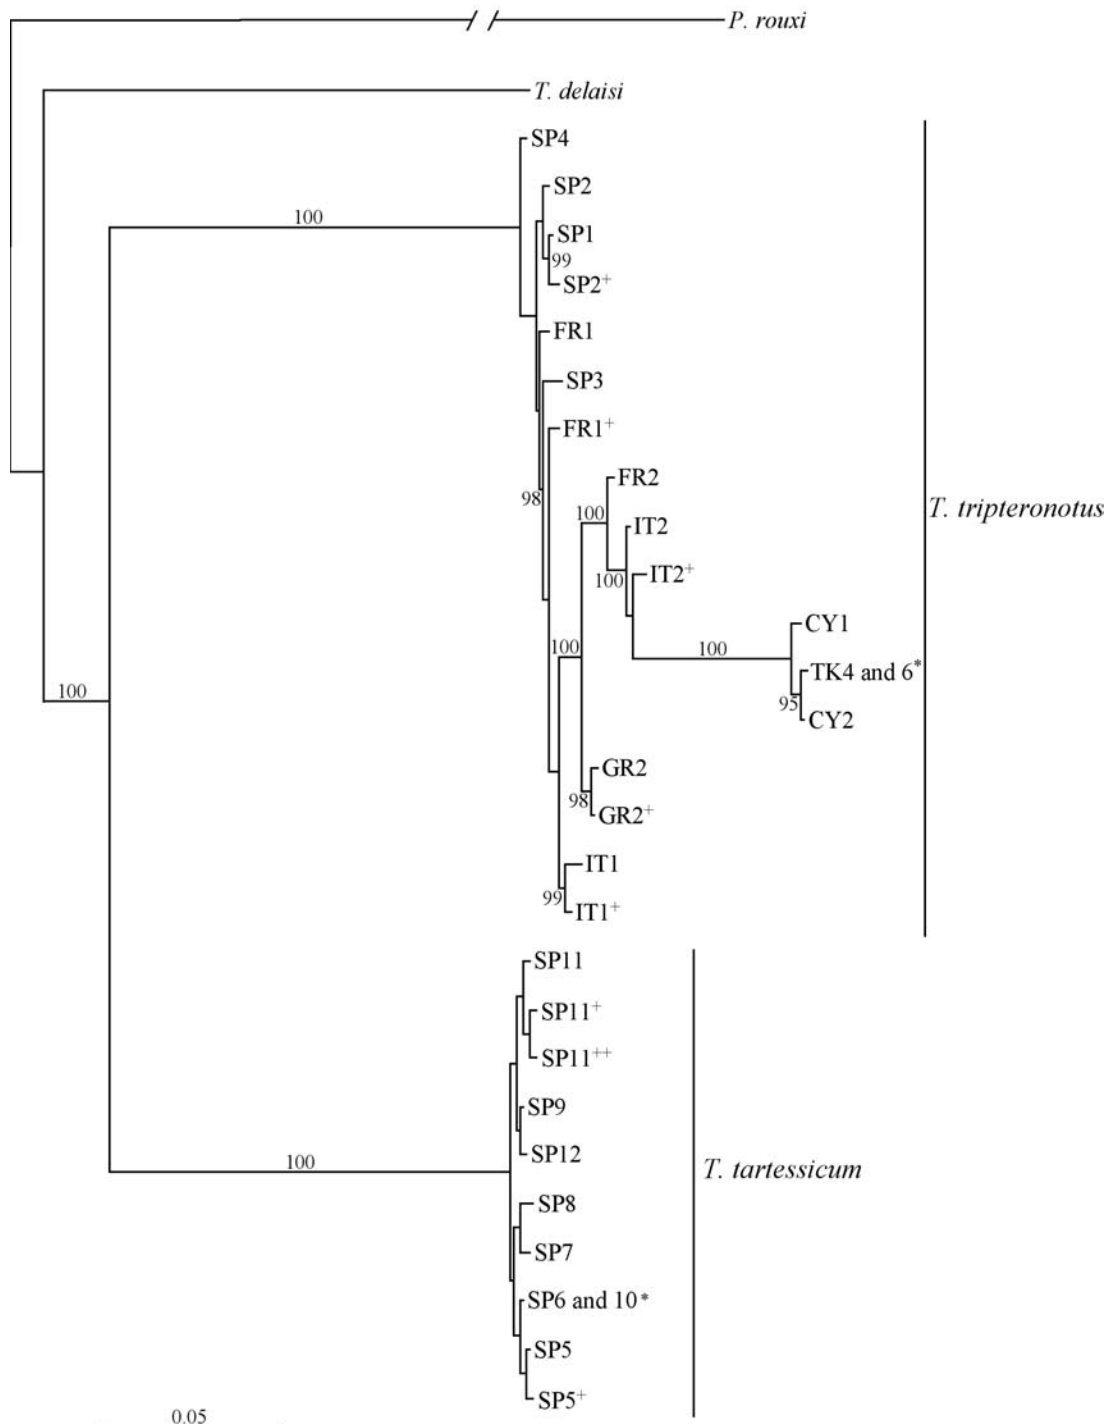 P. rouxi
T. delaisi
SP4
SP2
100
SP1
99
SP2+
FR1
SP3
FR1+
FR2
98
T. tripteronotus
100
IT2
IT2+
100
CY1
100
100
TK4 and 6*
100
95
CY2
GR2
98
GR2+
IT1
99
IT1+
SP11
SP11+
SP11++
SP9
SP12
100
T. tartessicum
SP8
SP7
SP6 and 10*
SP5
SP5+
0.05